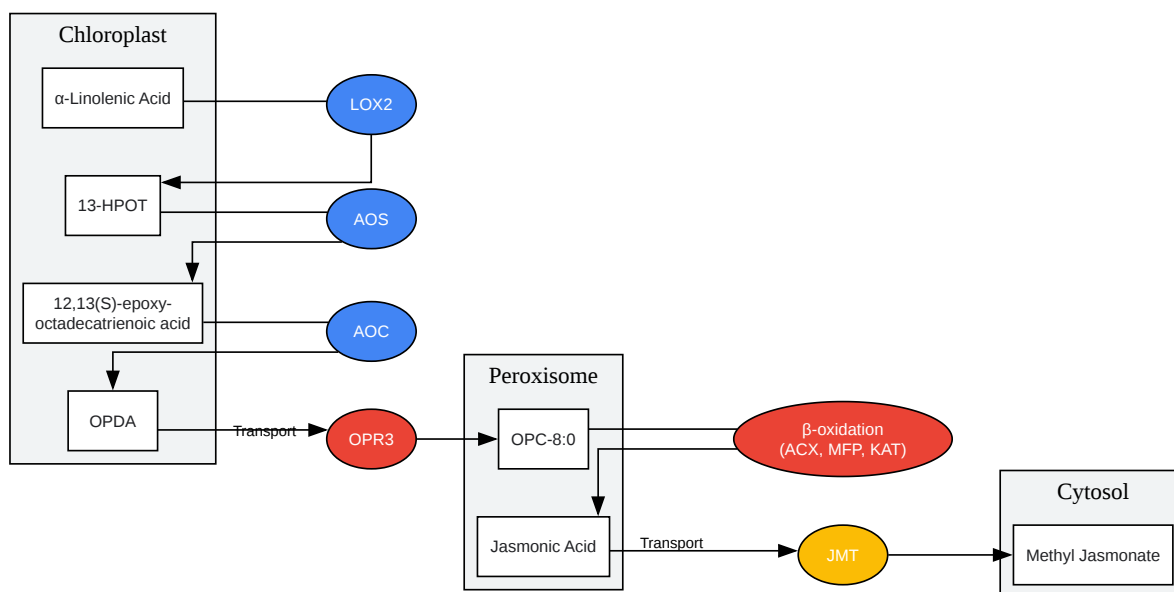 Chloroplast
α-Linolenic Acid
LOX2
13-HPOT
AOS
12,13(S)-epoxy-
octadecatrienoic acid
AOC
Peroxisome
OPDA
Transport
OPR3
OPC-8:0
β-oxidation
(ACX, MFP, KAT)
Cytosol
Jasmonic Acid
Transport
JMT
Methyl Jasmonate